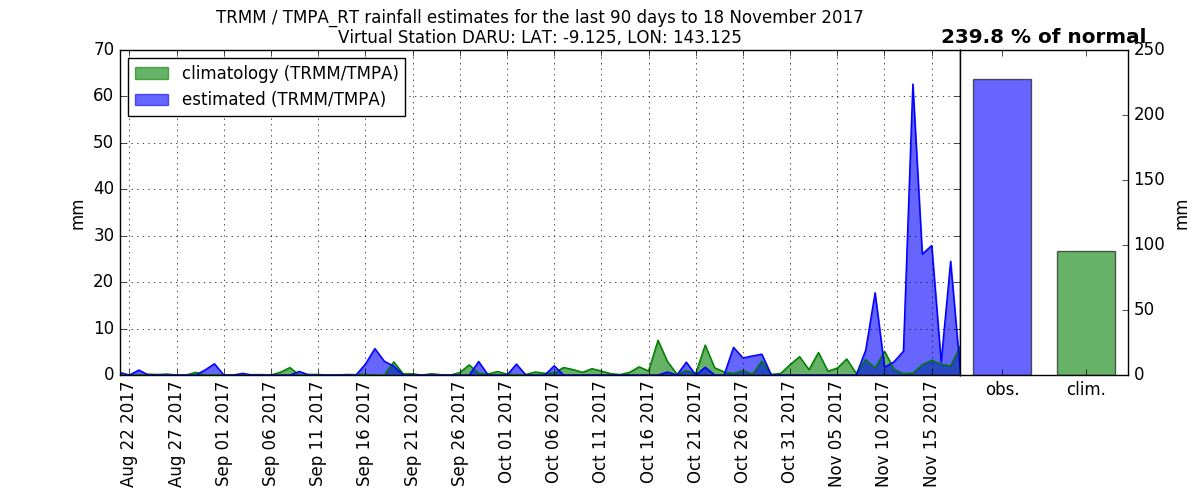 TRMM / TMPA_RT rainfall estimates for the last 90 days to 18 November 2017
Virtual Station DARU: LAT: -9.125, LON: 143.125
239.8 % of normal
climatology (TRMM/TMPA)
estimated (TRMM/TMPA)
70
60
50
40
30
20
10
0
mm
Aug 22 2017
Aug 27 2017
Sep 01 2017
Sep 06 2017
Sep 11 2017
Sep 16 2017
Sep 21 2017
Sep 26 2017
Oct 01 2017
Oct 06 2017
Oct 11 2017
Oct 16 2017
Oct 21 2017
Oct 26 2017
Oct 31 2017
Nov 05 2017
Nov 10 2017
Nov 15 2017
obs.
clim.
250
200
150
100
50
0
mm